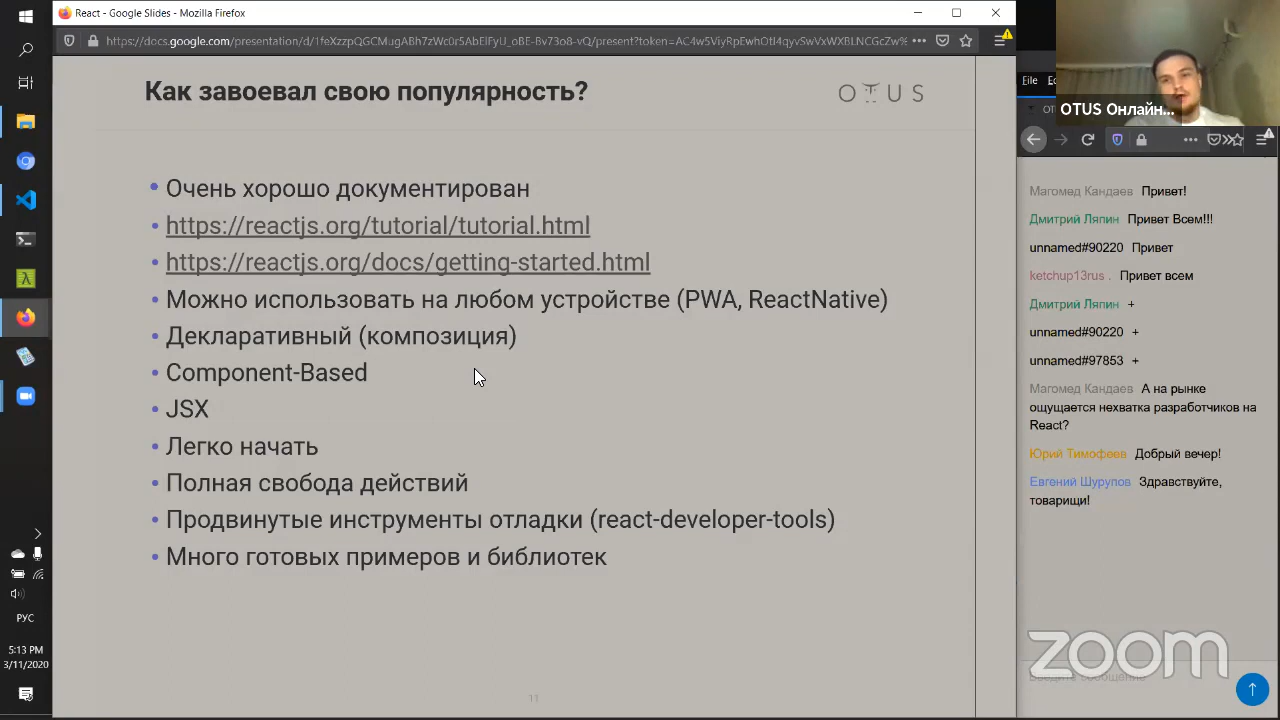 React - Google Slides - Mozilla Firefox
Как завоевал свою популярность?
OTUS
• Очень хорошо документирован
• https://reactjs.org/tutorial/tutorial.html
• https://reactjs.org/docs/getting-started.html
• Можно использовать на любом устройстве (PWA, ReactNative)
• Декларативный (композиция)
• Component-Based
• JSX
• Легко начать
• Полная свобода действий
• Продвинутые инструменты отладки (react-developer-tools)
• Много готовых примеров и библиотек
11
File
OTUS Онлайн...
Магомед Кандаев Привет!
Дмитрий Ляпин Привет Всем!!!
unnamed#90220 Привет
ketchup13rus . Привет всем
Дмитрий Ляпин +
unnamed#90220 +
unnamed#97853 +
Магомед Кандаев А на рынке
ощущается нехватка разработчиков на
React?
Юрий Тимофеев Добрый вечер!
Евгений Шурупов Здравствуйте,
товарищи!
zoom
Введите сообщение
РУС
5:13 PM
3/11/2020